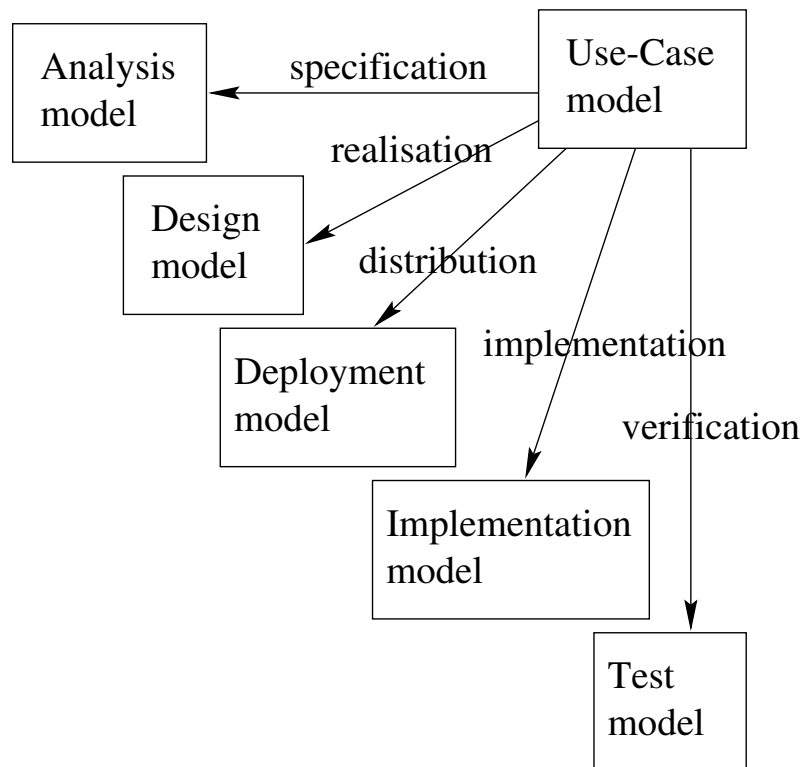 Use-Case
model
Analysis
model
specification
realisation
Design
model
distribution
Deployment
model
implementation
verification
Implementation
model
Test
model